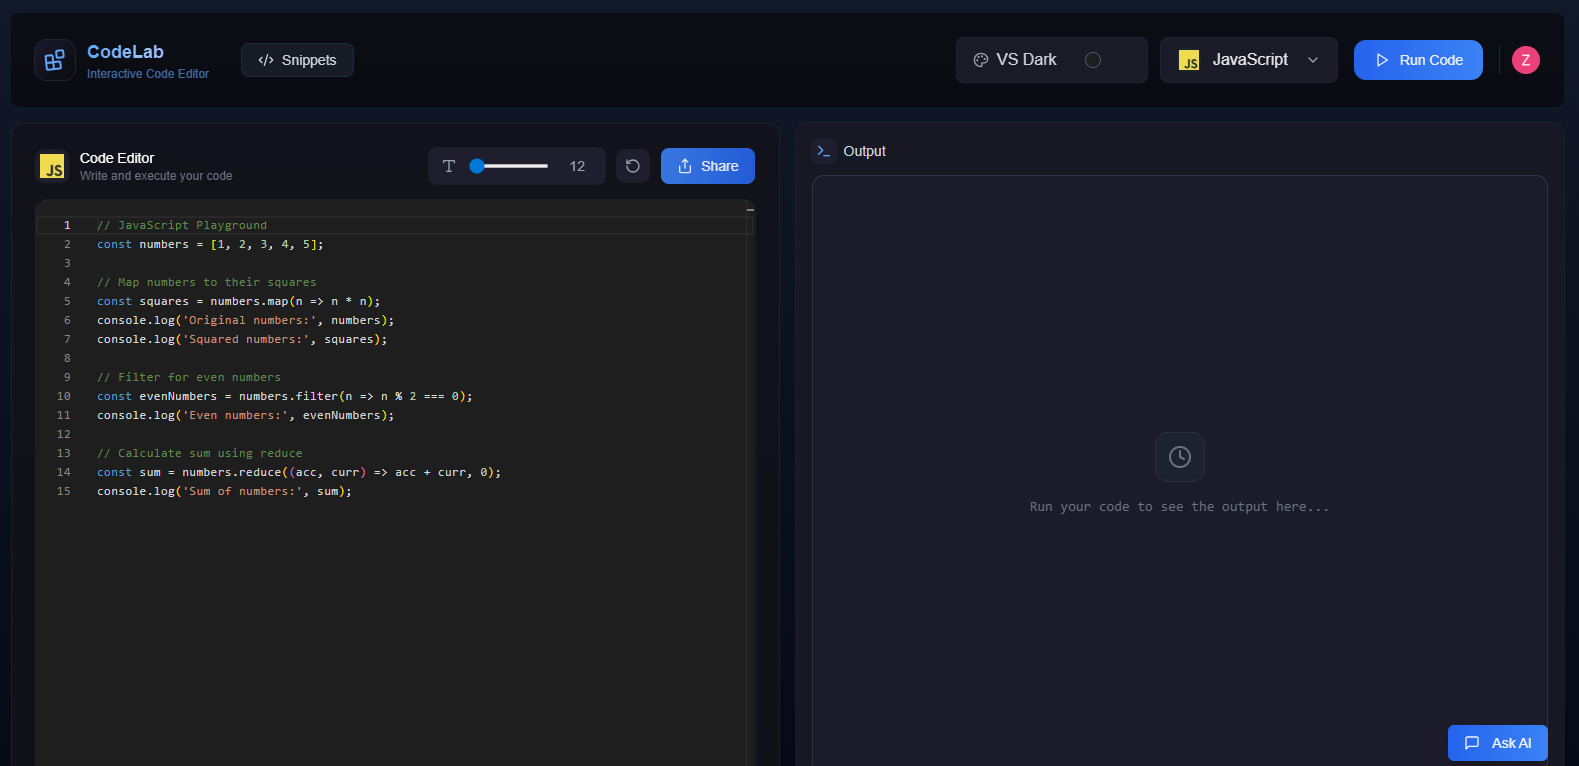 CodeLab
Interactive Code Editor
Snippets
VS Dark
JS
JavaScript
Run Code
Z
JS
Code Editor
Write and execute your code
12
Share
1 // JavaScript Playground
2 const numbers = [1, 2, 3, 4, 5];
3
4 // Map numbers to their squares
5 const squares = numbers.map(n => n * n);
6 console.log('Original numbers:', numbers);
7 console.log('Squared numbers:', squares);
8
9 // Filter for even numbers
10 const evenNumbers = numbers.filter(n => n % 2 === 0);
11 console.log('Even numbers:', evenNumbers);
12
13 // Calculate sum using reduce
14 const sum = numbers.reduce((acc, curr) => acc + curr, 0);
15 console.log('Sum of numbers:', sum);
Output
Run your code to see the output here...
Ask AI